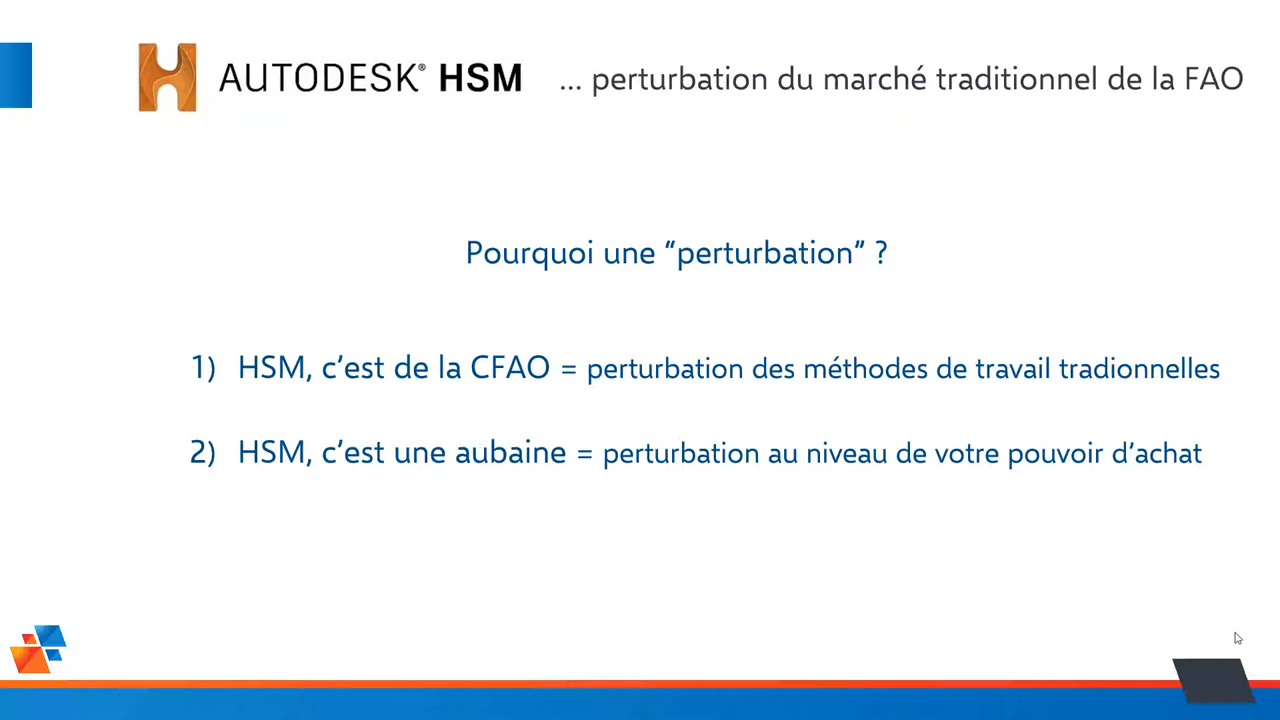 AUTODESK® HSM ... perturbation du marché traditionnel de la FAO
Pourquoi une “perturbation” ?
1) HSM, c’est de la CFAO = perturbation des méthodes de travail tradionnelles
2) HSM, c’est une aubaine = perturbation au niveau de votre pouvoir d’achat